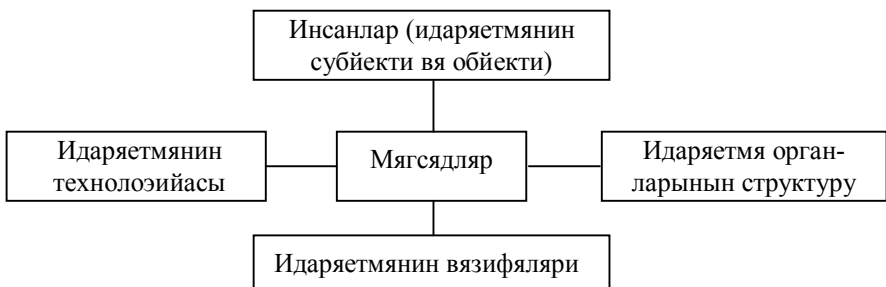 Инсанлар (идаряетмянин
субйекти вя обйекти)
Идаряетмянин
технолоэийасы
Мягсядляр
Идаряетмя орган-
ларынын структуру
Идаряетмянин вязифяляри